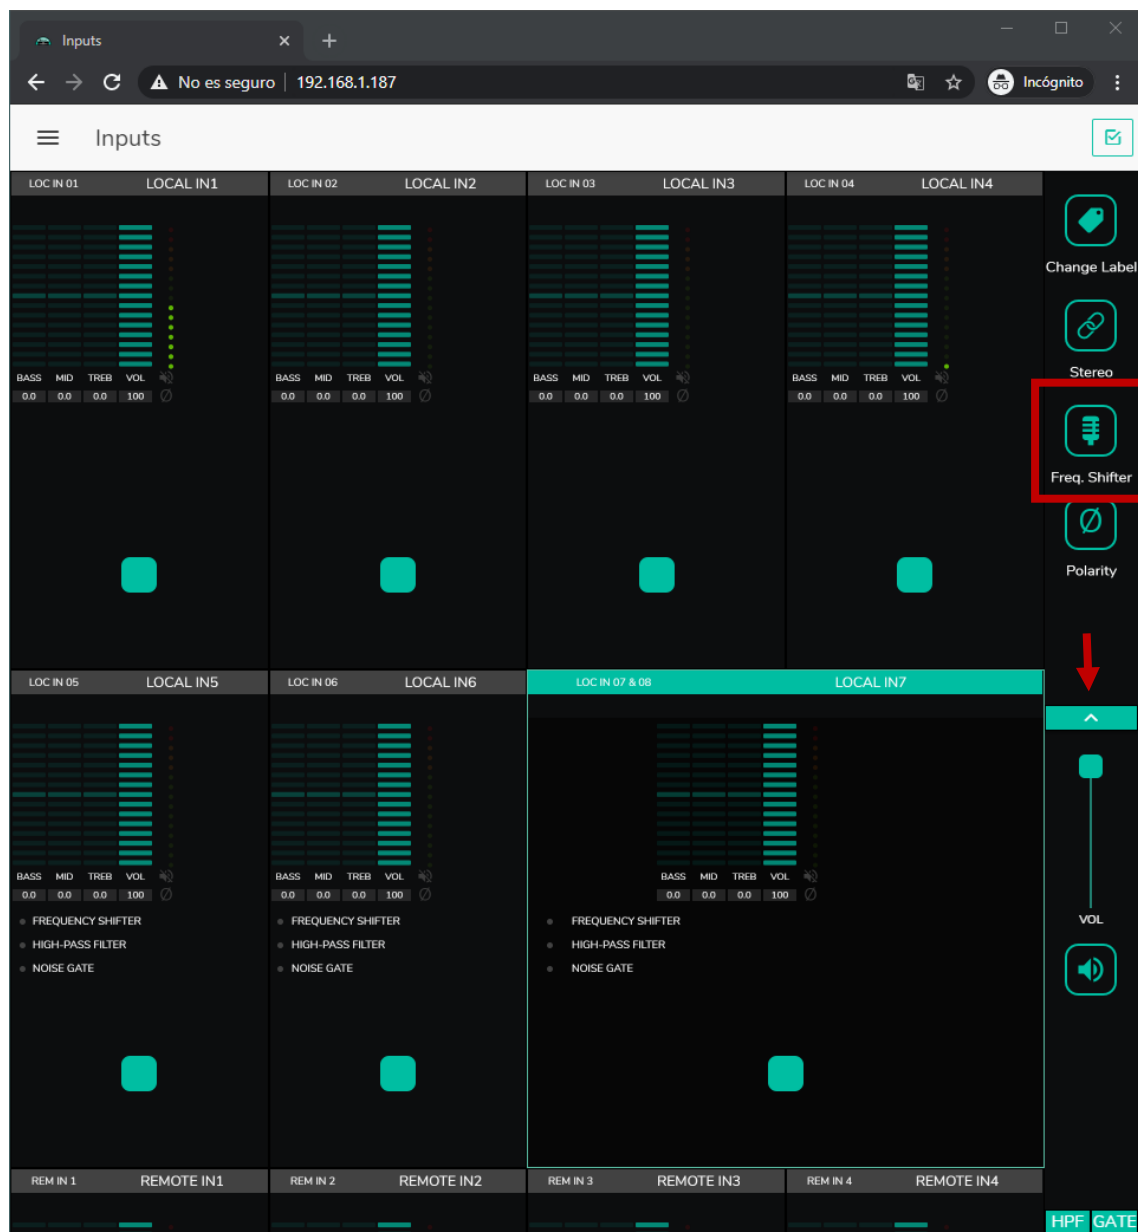 Inputs
No es seguro 192.168.1.187 Incógnito
Inputs
LOC IN 01 LOCAL IN1
LOC IN 02 LOCAL IN2
LOC IN 03 LOCAL IN3
LOC IN 04 LOCAL IN4
BASS MID TREB VOL
0.0 0.0 0.0 100
BASS MID TREB VOL
0.0 0.0 0.0 100
BASS MID TREB VOL
0.0 0.0 0.0 100
BASS MID TREB VOL
0.0 0.0 0.0 100
Change Label
Stereo
Freq. Shifter
Polarity
LOC IN 05 LOCAL IN5
LOC IN 06 LOCAL IN6
LOC IN 07 & 08 LOCAL IN7
BASS MID TREB VOL
0.0 0.0 0.0 100
FREQUENCY SHIFTER
HIGH-PASS FILTER
NOISE GATE
BASS MID TREB VOL
0.0 0.0 0.0 100
FREQUENCY SHIFTER
HIGH-PASS FILTER
NOISE GATE
BASS MID TREB VOL
0.0 0.0 0.0 100
FREQUENCY SHIFTER
HIGH-PASS FILTER
NOISE GATE
VOL
REM IN 1 REMOTE IN1
REM IN 2 REMOTE IN2
REM IN 3 REMOTE IN3
REM IN 4 REMOTE IN4
HPF GATE